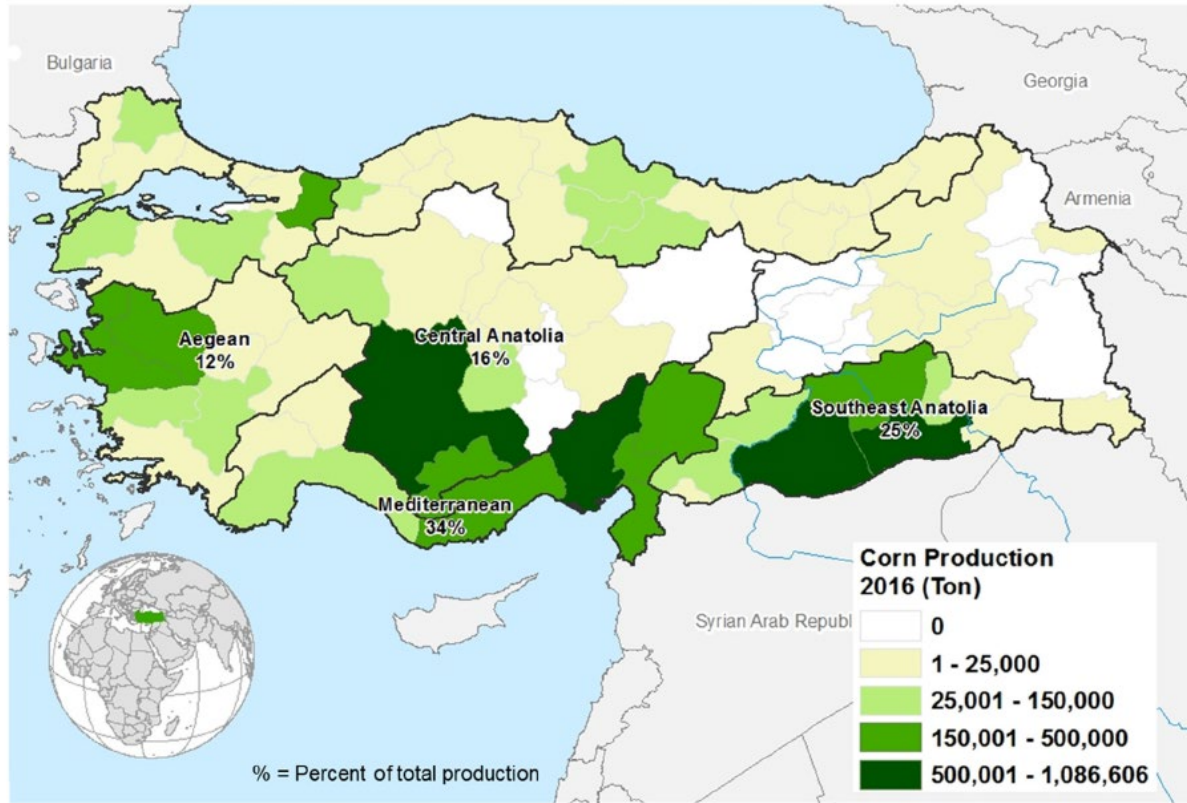 Bulgaria
Georgia
Armenia
Aegean
12%
Central Anatolia
16%
Southeast Anatolia
25%
Mediterranean
34%
Syrian Arab Republ
Corn Production
2016 (Ton)
0
1 - 25,000
25,001 - 150,000
150,001 - 500,000
500,001 - 1,086,606
% = Percent of total production